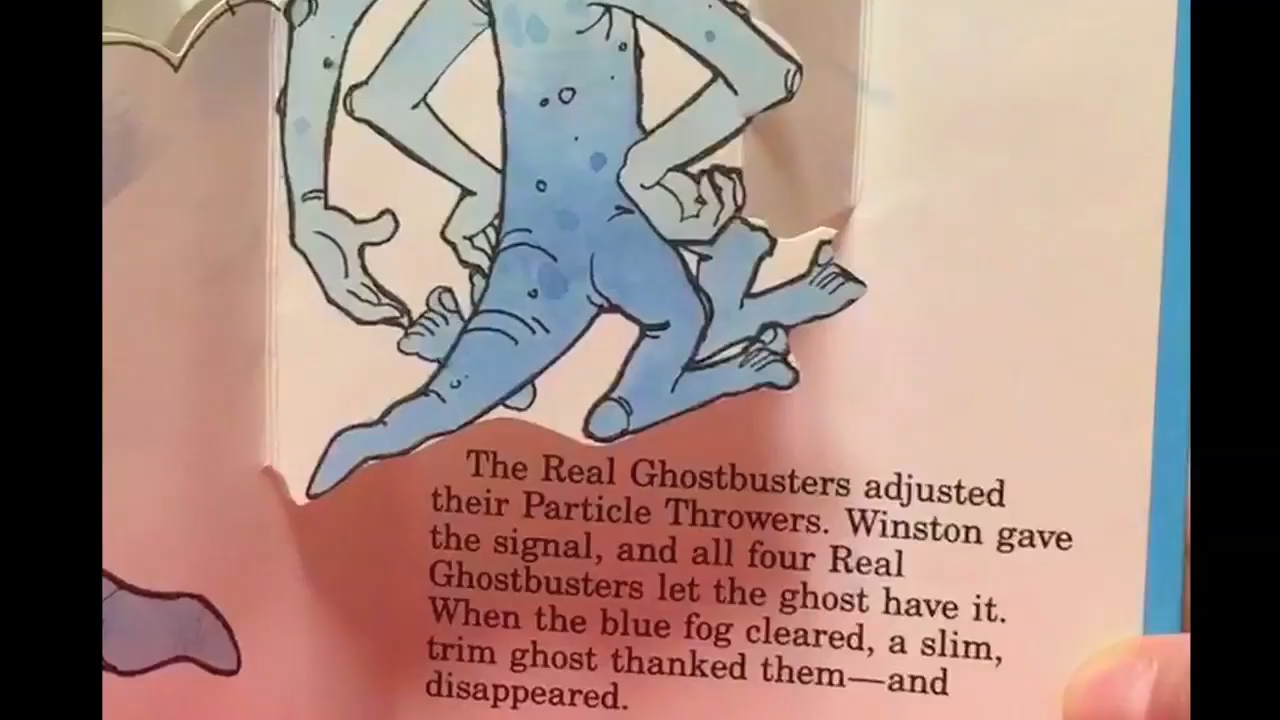 The Real Ghostbusters adjusted
their Particle Throwers. Winston gave
the signal, and all four Real
Ghostbusters let the ghost have it.
When the blue fog cleared, a slim,
trim ghost thanked them—and
disappeared.